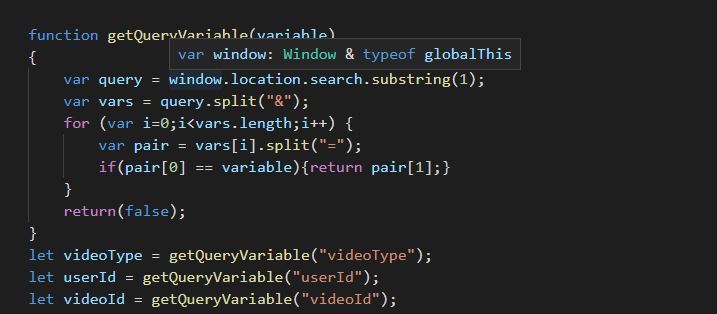 function getQueryVariable(variable)
var window: Window & typeof globalThis
{
var query = window.location.search.substring(1);
var vars = query.split("&");
for (var i=0;i<vars.length;i++) {
var pair = vars[i].split("=");
if(pair[0] == variable){return pair[1];}
}
return(false);
}
let videoType = getQueryVariable("videoType");
let userId = getQueryVariable("userId");
let videoId = getQueryVariable("videoId");